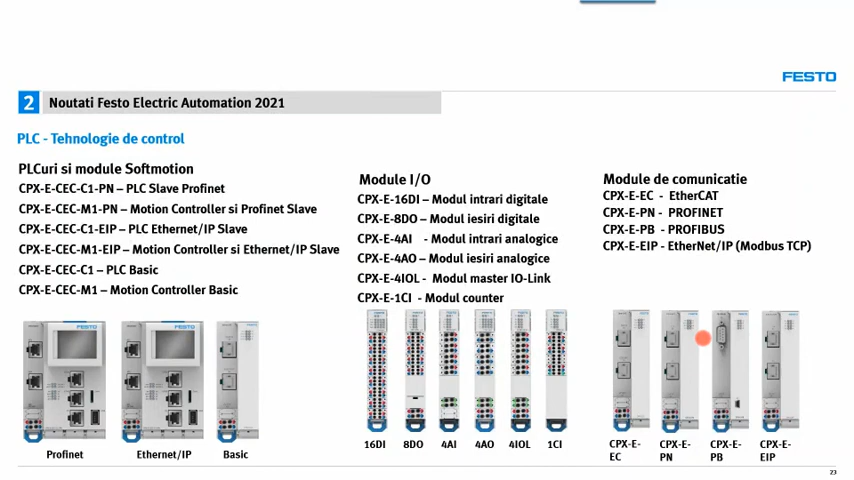 FESTO
2 Noutati Festo Electric Automation 2021
PLC - Tehnologie de control
PLCuri si module Softmotion
CPX-E-CEC-C1-PN – PLC Slave Profinet
CPX-E-CEC-M1-PN – Motion Controller si Profinet Slave
CPX-E-CEC-C1-EIP – PLC Ethernet/IP Slave
CPX-E-CEC-M1-EIP – Motion Controller si Ethernet/IP Slave
CPX-E-CEC-C1 – PLC Basic
CPX-E-CEC-M1 – Motion Controller Basic
Module I/O
CPX-E-16DI – Modul intrari digitale
CPX-E-8DO – Modul iesiri digitale
CPX-E-4AI - Modul intrari analogice
CPX-E-4AO – Modul iesiri analogice
CPX-E-4IOL - Modul master IO-Link
CPX-E-1CI - Modul counter
Module de comunicatie
CPX-E-EC - EtherCAT
CPX-E-PN - PROFINET
CPX-E-PB - PROFIBUS
CPX-E-EIP - EtherNet/IP (Modbus TCP)
FESTO FESTO FESTO
Profinet Ethernet/IP Basic
16DI 8DO 4AI 4AO 4IOL 1CI
CPX-E- CPX-E- CPX-E- CPX-E-
EC PN PB EIP
23